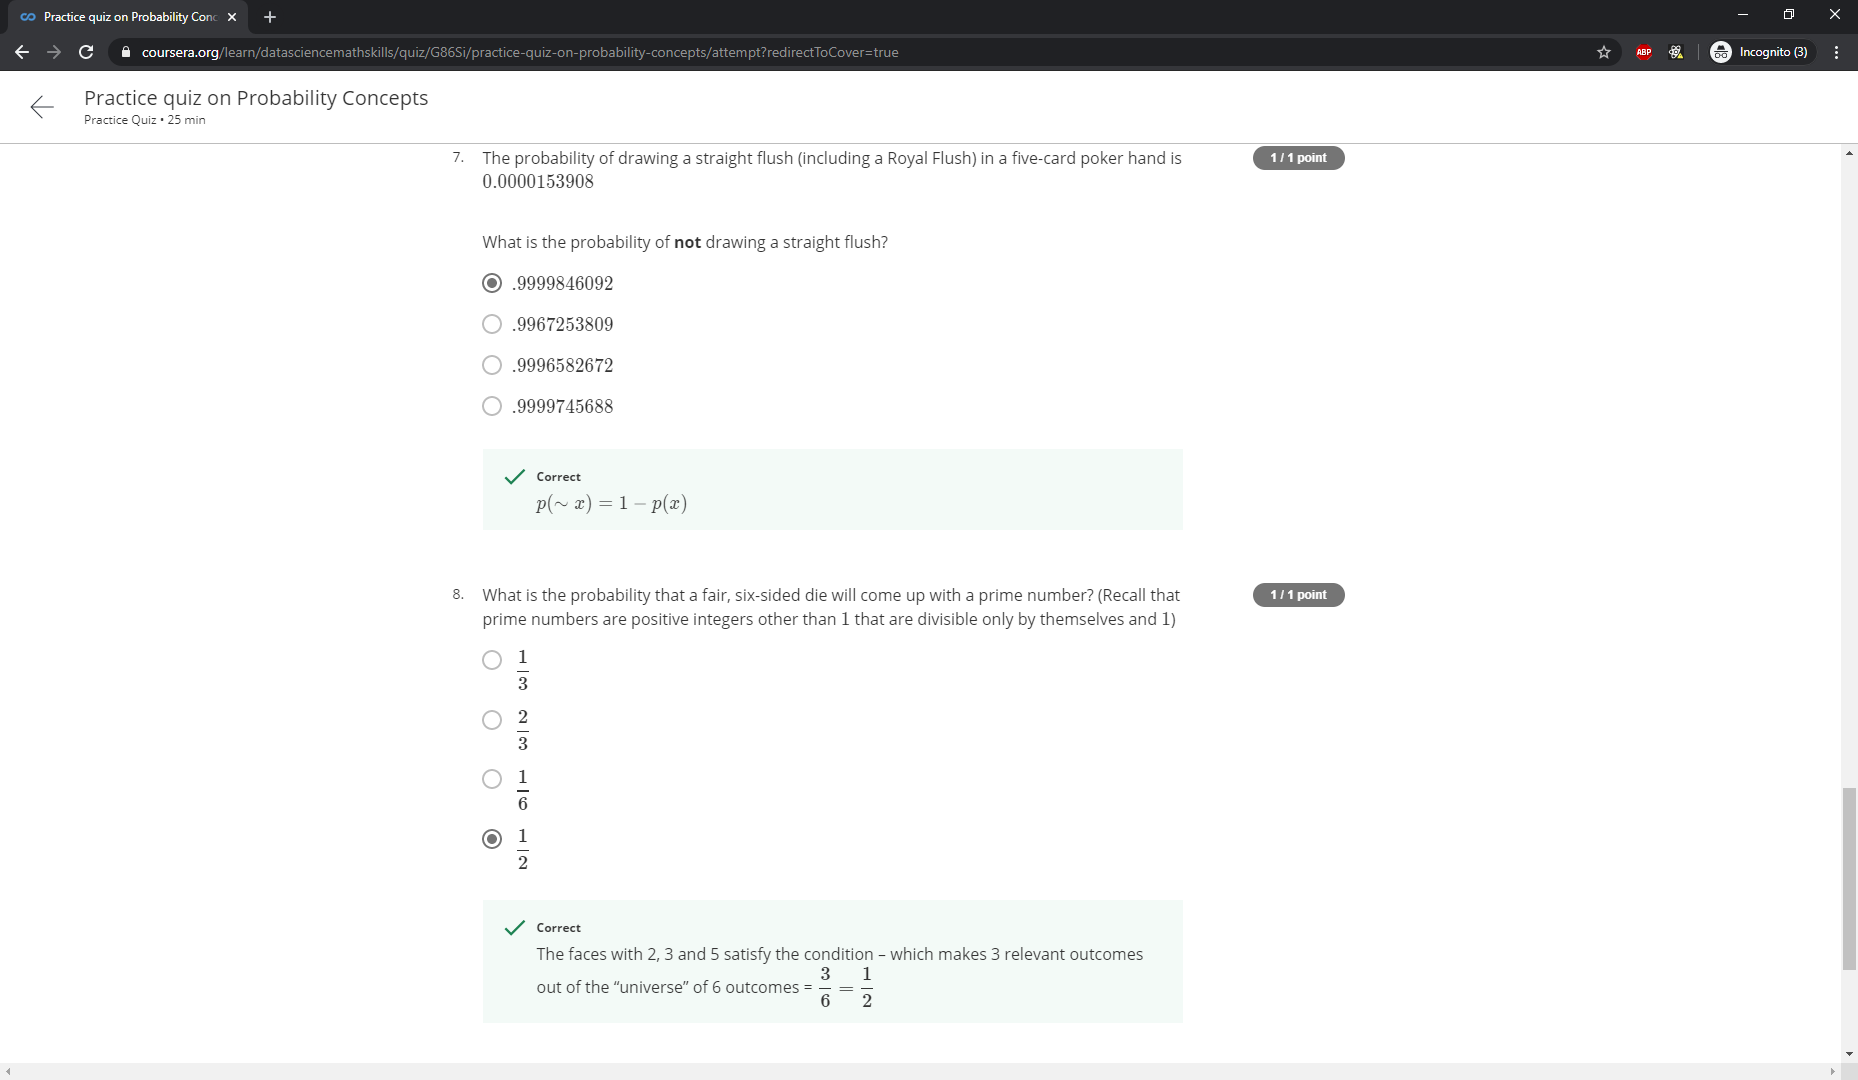 Practice quiz on Probability Conc
coursera.org/learn/datasciencemathskills/quiz/G86Si/practice-quiz-on-probability-concepts/attempt?redirectToCover=true
ABP
Incognito (3)
Practice quiz on Probability Concepts
Practice Quiz • 25 min
7. The probability of drawing a straight flush (including a Royal Flush) in a five-card poker hand is
0.0000153908
1 / 1 point
What is the probability of not drawing a straight flush?
.9999846092
.9967253809
.9996582672
.9999745688
Correct
p(∼ x) = 1 − p(x)
8. What is the probability that a fair, six-sided die will come up with a prime number? (Recall that
prime numbers are positive integers other than 1 that are divisible only by themselves and 1)
1 / 1 point
1/3
2/3
1/6
1/2
Correct
The faces with 2, 3 and 5 satisfy the condition – which makes 3 relevant outcomes
out of the “universe” of 6 outcomes = 3/6 = 1/2